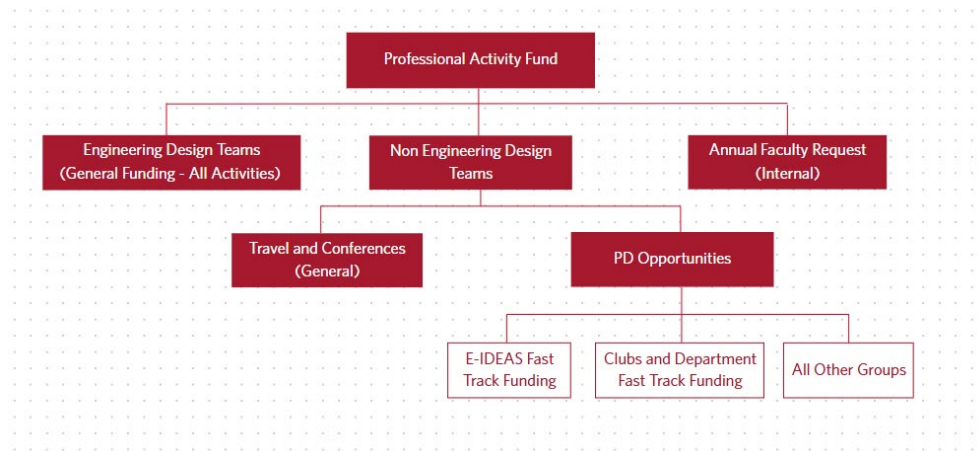 Professional Activity Fund
Engineering Design Teams
(General Funding - All Activities)
Non Engineering Design
Teams
Annual Faculty Request
(Internal)
Travel and Conferences
(General)
PD Opportunities
E-IDEAS Fast
Track Funding
Clubs and Department
Fast Track Funding
All Other Groups